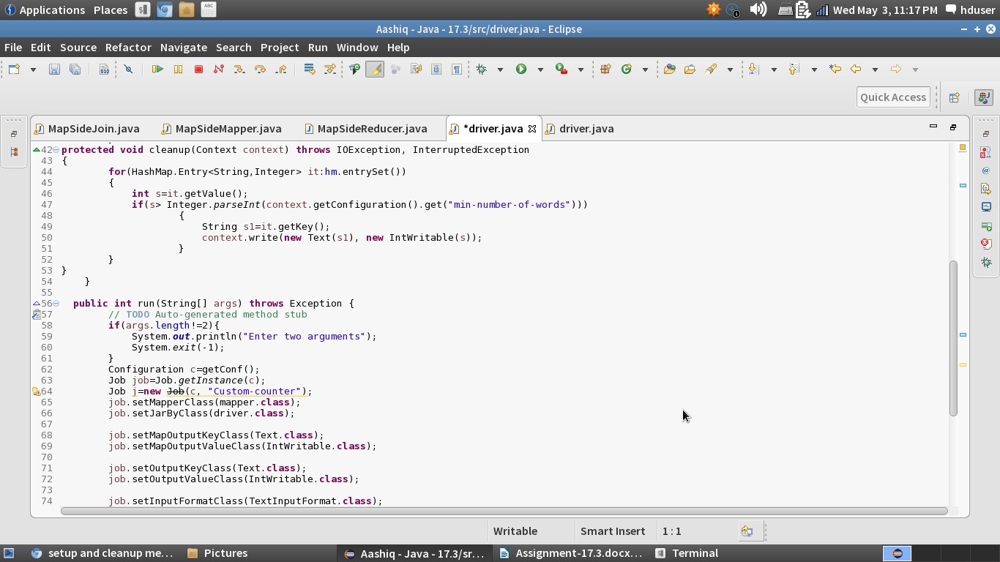 Applications Places Wed May 3, 11:17 PM hduser
Aashiq - Java - 17.3/src/driver.java - Eclipse
File Edit Source Refactor Navigate Search Project Run Window Help
Quick Access
MapSideJoin.java MapSideMapper.java MapSideReducer.java *driver.java driver.java
42 protected void cleanup(Context context) throws IOException, InterruptedException
43 {
44 for(HashMap.Entry<String,Integer> it:hm.entrySet())
45 {
46 int s=it.getValue();
47 if(s> Integer.parseInt(context.getConfiguration().get("min-number-of-words")))
48 {
49 String s1=it.getKey();
50 context.write(new Text(s1), new IntWritable(s));
51 }
52 }
53 }
54 }
55
56 public int run(String[] args) throws Exception {
57 // TODO Auto-generated method stub
58 if(args.length!=2){
59 System.out.println("Enter two arguments");
60 System.exit(-1);
61 }
62 Configuration c=getConf();
63 Job job=Job.getInstance(c);
64 Job j=new Job(c, "Custom-counter");
65 job.setMapperClass(mapper.class);
66 job.setJarByClass(driver.class);
67
68 job.setMapOutputKeyClass(Text.class);
69 job.setMapOutputValueClass(IntWritable.class);
70
71 job.setOutputKeyClass(Text.class);
72 job.setOutputValueClass(IntWritable.class);
73
74 job.setInputFormatClass(TextInputFormat.class);
Writable Smart Insert 1 : 1
setup and cleanup me... Pictures Aashiq - Java - 17.3/sr... Assignment-17.3.docx... Terminal